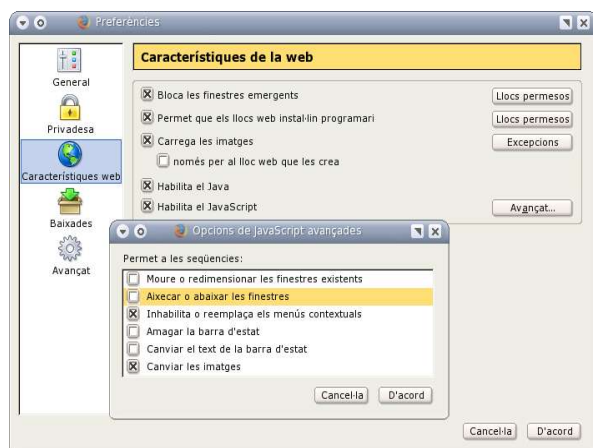 Preferències
General
Privadesa
Característiques web
Baixades
Avançat
Característiques de la web
Bloca les finestres emergents
Llocs permesos
Permet que els llocs web instal·lin programari
Llocs permesos
Carrega les imatges
Excepcions
només per al lloc web que les crea
Habilita el Java
Habilita el JavaScript
Avançat...
Opcions de JavaScript avançades
Permet a les seqüencies:
Moure o redimensionar les finestres existents
Aixecar o abaixar les finestres
Inhabilita o reemplaça els menús contextuals
Amagar la barra d'estat
Canviar el text de la barra d'estat
Canviar les imatges
Cancel·la
D'acord
Cancel·la
D'acord